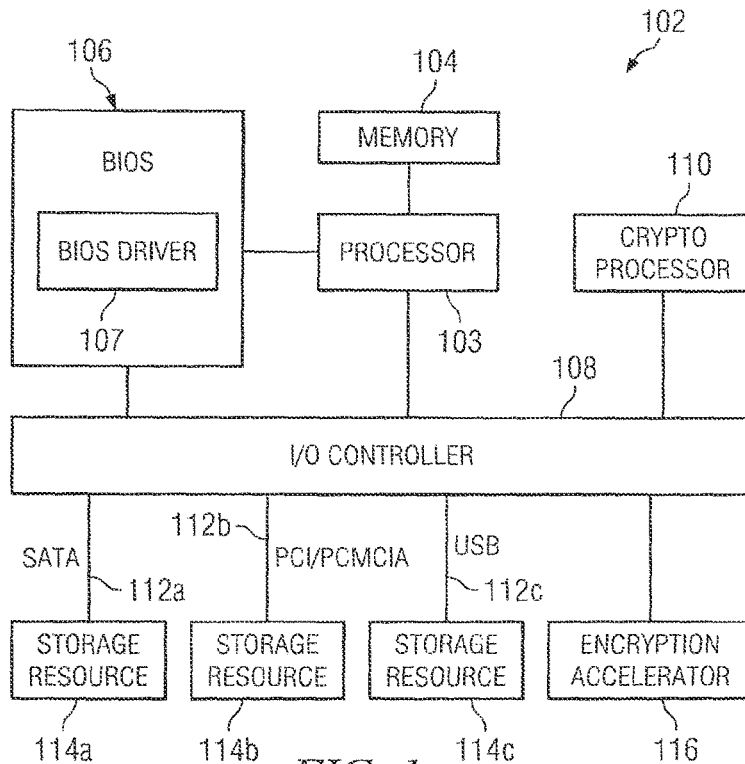 102
106
104
BIOS
MEMORY
110
BIOS DRIVER
PROCESSOR
CRYPTO
PROCESSOR
107
103
108
I/O CONTROLLER
112b
SATA
PCI/PCMCIA
USB
112a
112c
STORAGE
RESOURCE
STORAGE
RESOURCE
STORAGE
RESOURCE
ENCRYPTION
ACCELERATOR
114a
114b
114c
116